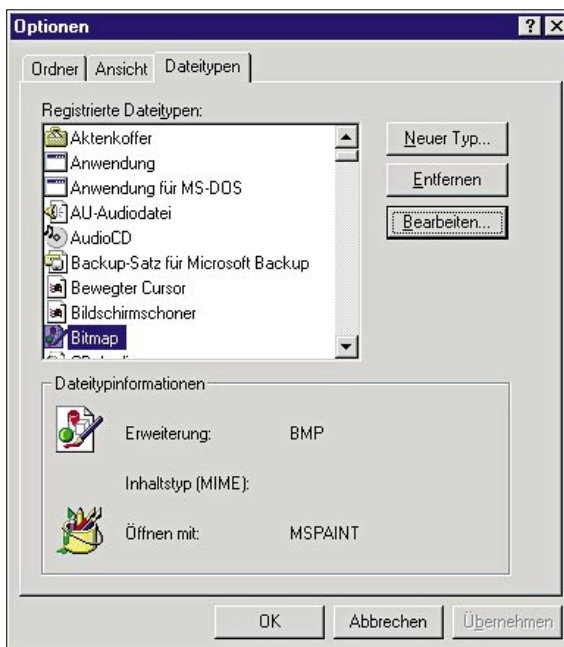 Optionen
Ordner Ansicht Dateitypen
Registrierte Dateitypen:
Aktenkoffer
Anwendung
Anwendung für MS-DOS
AU-Audiodatei
AudioCD
Backup-Satz für Microsoft Backup
Bewegter Cursor
Bildschirmschoner
Bitmap
Neuer Typ...
Entfernen
Bearbeiten...
Dateitypinformationen
Erweiterung: BMP
Inhaltstyp (MIME):
Öffnen mit: MSPAINT
OK Abbrechen Übernehmen